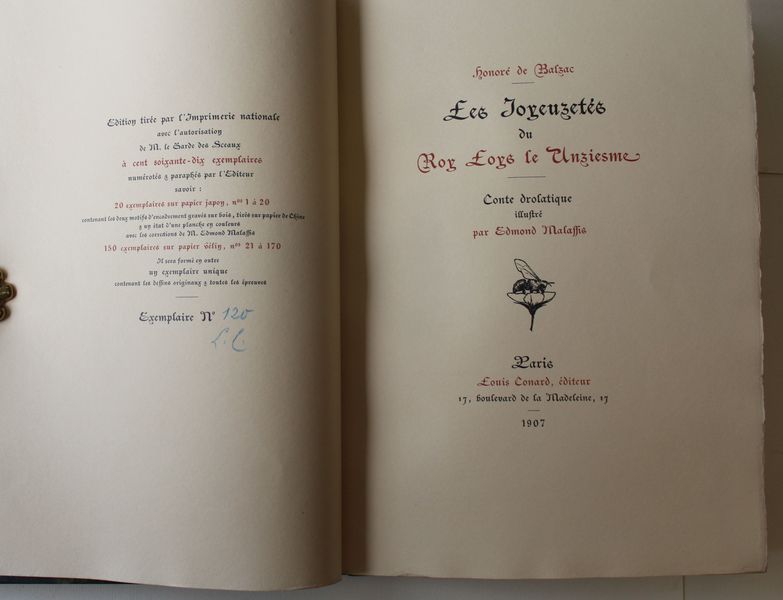 Edition tirée par l'Imprimerie nationale
avec l'autorisation
de M. le Garde des Sceaux
à cent soixante-dix exemplaires
numérotés & paraphés par l'Editeur
savoir :
20 exemplaires sur papier japon, nos 1 à 20
contenant les deux motifs d'encadrement gravés sur bois, tirés sur papier de Chine
& un état d'une planche en couleurs
avec les corrections de M. Edmond Malassis
150 exemplaires sur papier vélin, nos 21 à 170
Il sera formé en outre
un exemplaire unique
contenant les dessins originaux & toutes les épreuves
Exemplaire No 120
L. C.
Honoré de Balzac
Les Joyeuzetés
du
Roy Loys le Unziesme
Conte drolatique
illustré
par Edmond Malassis
Paris
Louis Conard, éditeur
17, boulevard de la Madeleine, 17
1907